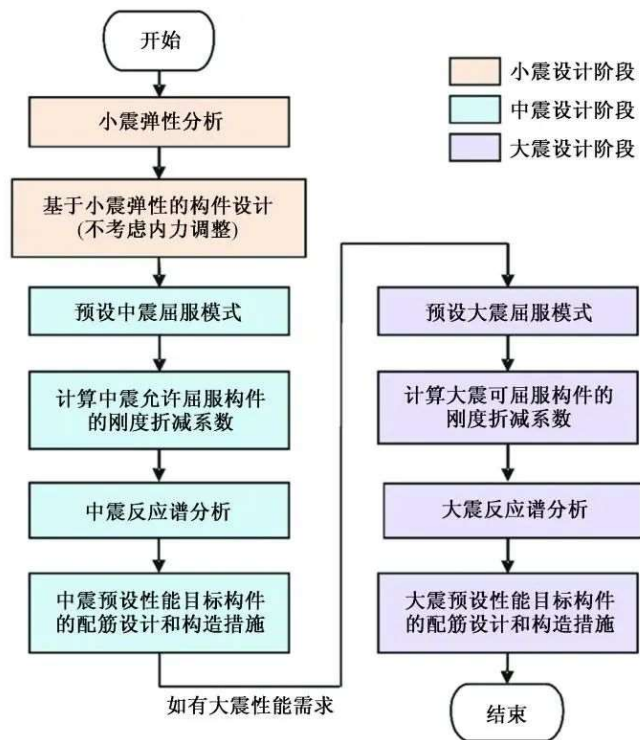 开始
小震弹性分析
基于小震弹性的构件设计
(不考虑内力调整)
预设中震屈服模式
计算中震允许屈服构件
的刚度折减系数
中震反应谱分析
中震预设性能目标构件
的配筋设计和构造措施
如有大震性能需求
小震设计阶段
中震设计阶段
大震设计阶段
预设大震屈服模式
计算大震可屈服构件的
刚度折减系数
大震反应谱分析
大震预设性能目标构件
的配筋设计和构造措施
结束